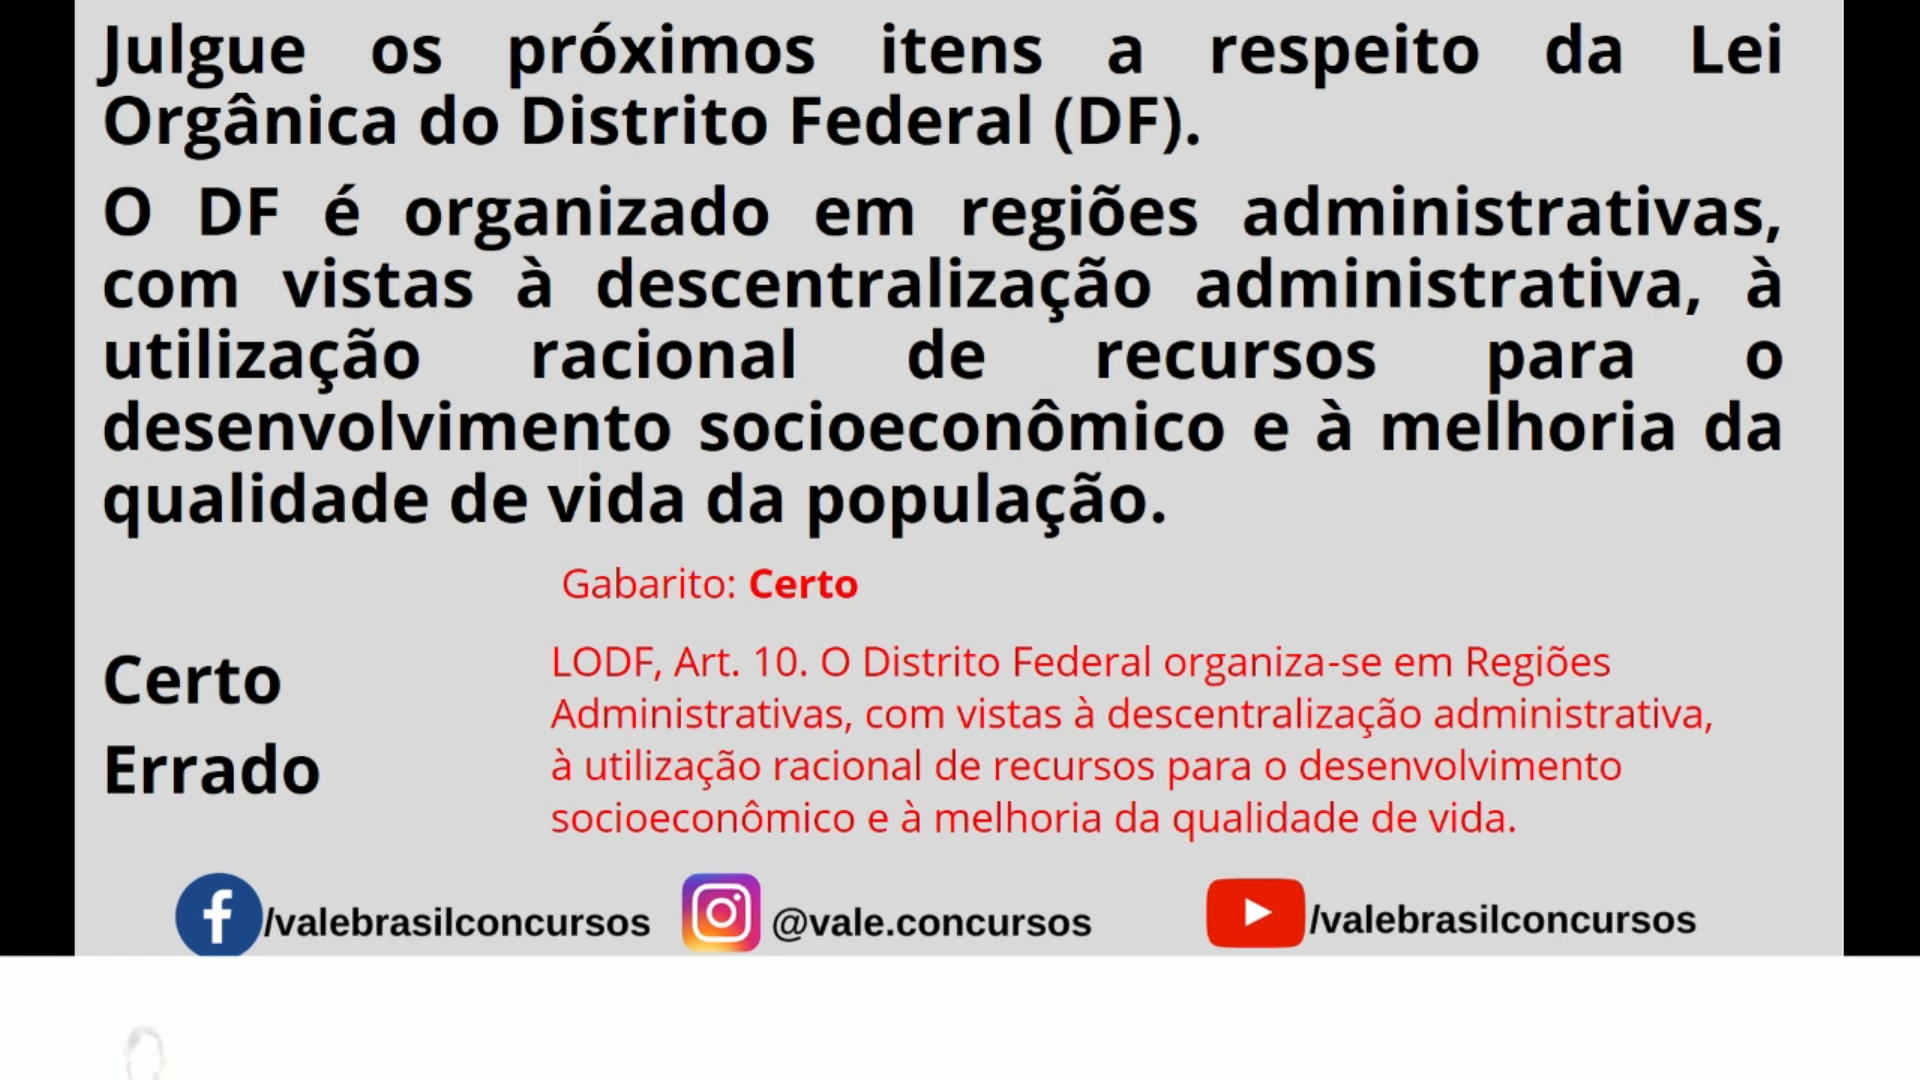 Julgue os próximos itens a respeito da Lei
Orgânica do Distrito Federal (DF).
O DF é organizado em regiões administrativas,
com vistas à descentralização administrativa, à
utilização racional de recursos para o
desenvolvimento socioeconômico e à melhoria da
qualidade de vida da população.
Gabarito: Certo
Certo
Errado
LODF, Art. 10. O Distrito Federal organiza-se em Regiões
Administrativas, com vistas à descentralização administrativa,
à utilização racional de recursos para o desenvolvimento
socioeconômico e à melhoria da qualidade de vida.
/valebrasilconcursos @vale.concursos /valebrasilconcursos